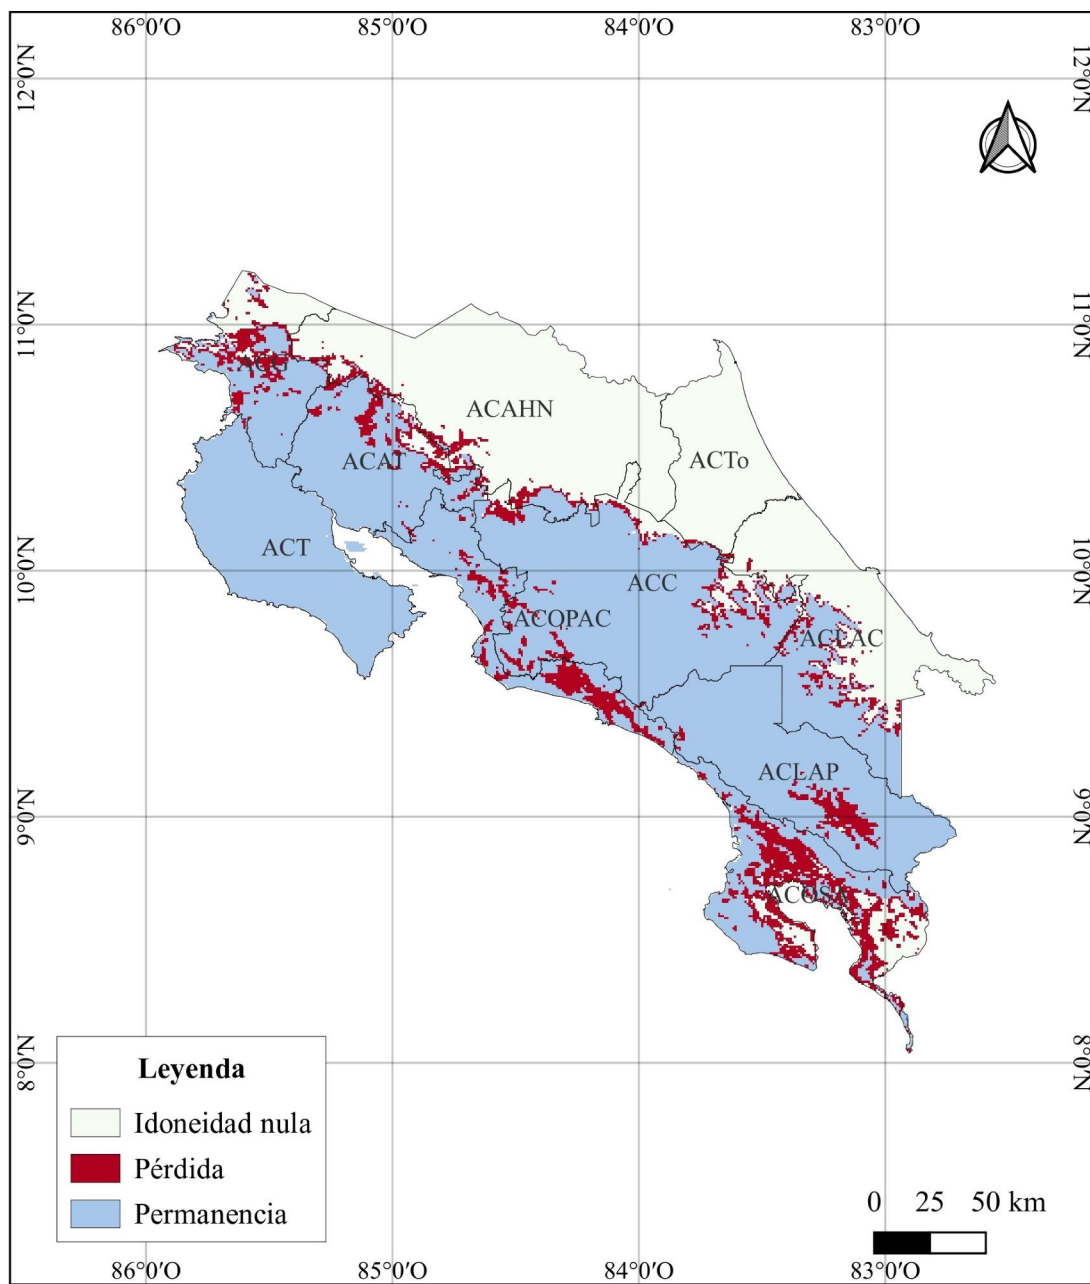 86°0′O 85°0′O 84°0′O 83°0′O
12°0′N 12°0′N
11°0′N 11°0′N
ACG
ACAHN
ACAT
ACTo
ACT
10°0′N 10°0′N
ACC
ACOPAC
ACLAC
ACLAP
9°0′N 9°0′N
ACOSA
8°0′N 8°0′N
Leyenda
Idoneidad nula
Pérdida
Permanencia
0 25 50 km
86°0′O 85°0′O 84°0′O 83°0′O